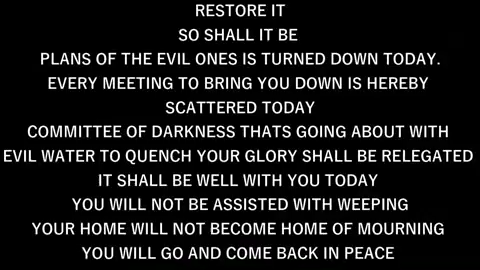 RESTORE IT
SO SHALL IT BE
PLANS OF THE EVIL ONES IS TURNED DOWN TODAY.
EVERY MEETING TO BRING YOU DOWN IS HEREBY
SCATTERED TODAY
COMMITTEE OF DARKNESS THATS GOING ABOUT WITH
EVIL WATER TO QUENCH YOUR GLORY SHALL BE RELEGATED
IT SHALL BE WELL WITH YOU TODAY
YOU WILL NOT BE ASSISTED WITH WEEPING
YOUR HOME WILL NOT BECOME HOME OF MOURNING
YOU WILL GO AND COME BACK IN PEACE